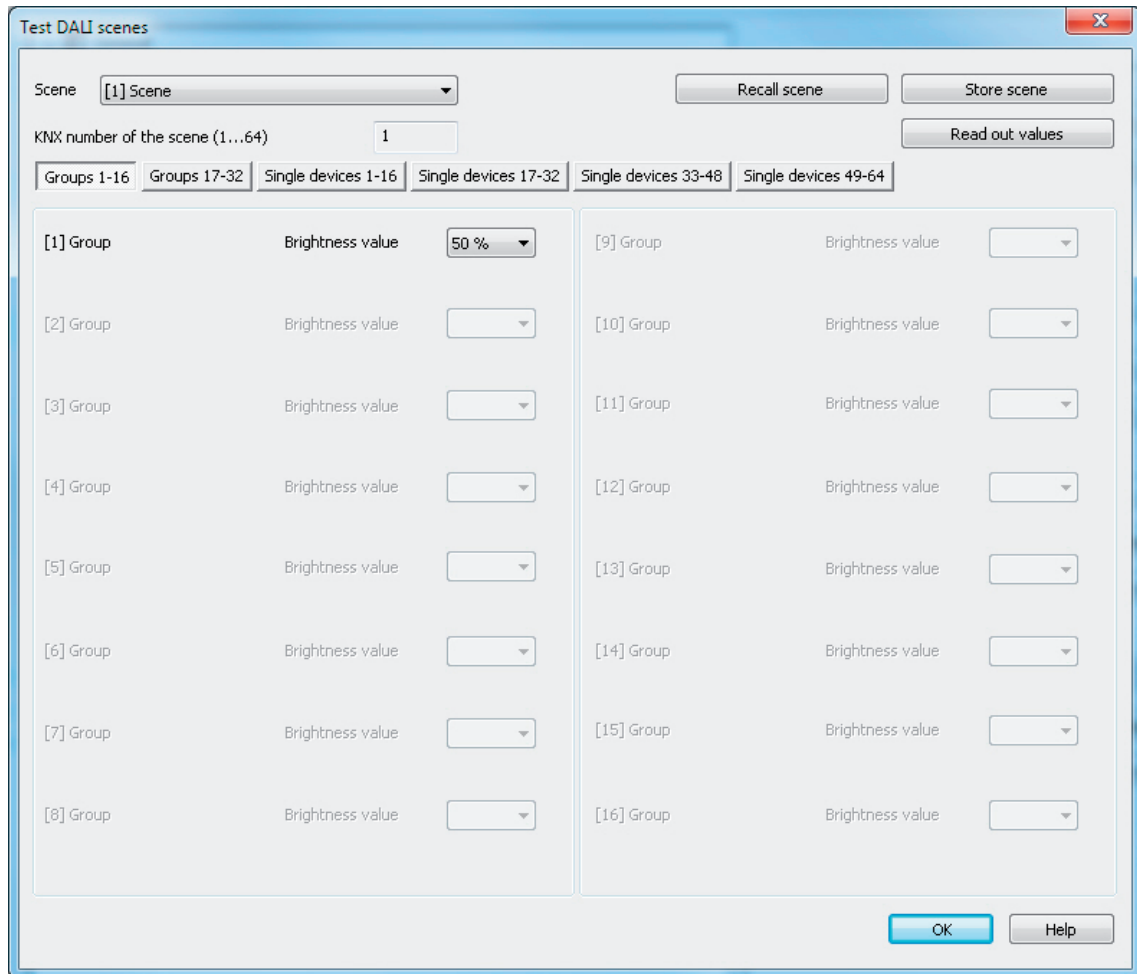 Test DALI scenes
Scene [1] Scene Recall scene Store scene
KNX number of the scene (1...64) 1 Read out values
Groups 1-16 Groups 17-32 Single devices 1-16 Single devices 17-32 Single devices 33-48 Single devices 49-64
[1] Group Brightness value 50 % [9] Group Brightness value
[2] Group Brightness value [10] Group Brightness value
[3] Group Brightness value [11] Group Brightness value
[4] Group Brightness value [12] Group Brightness value
[5] Group Brightness value [13] Group Brightness value
[6] Group Brightness value [14] Group Brightness value
[7] Group Brightness value [15] Group Brightness value
[8] Group Brightness value [16] Group Brightness value
OK Help